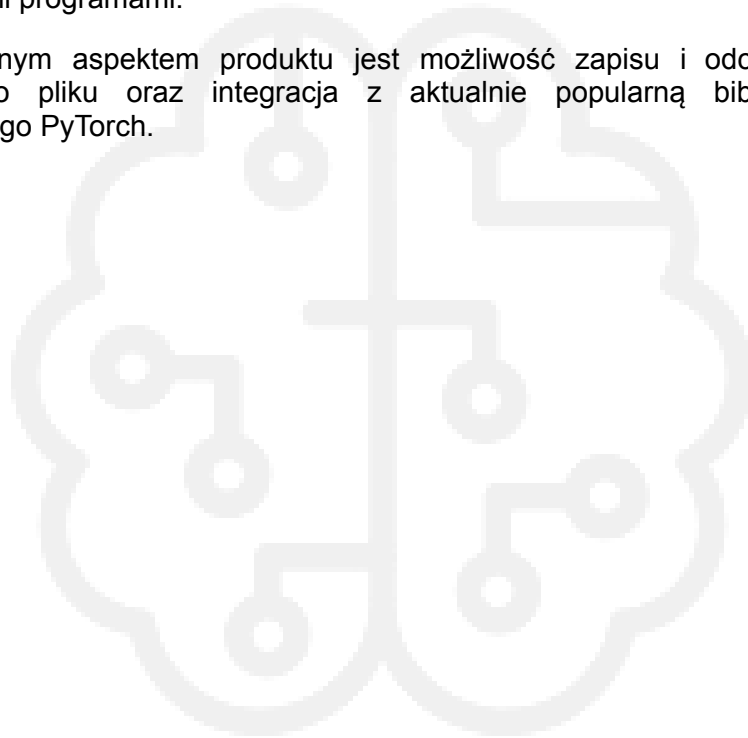 i programami.
nym aspektem produktu jest możliwość zapisu i odc
o pliku oraz integracja z aktualnie popularną bib
go PyTorch.